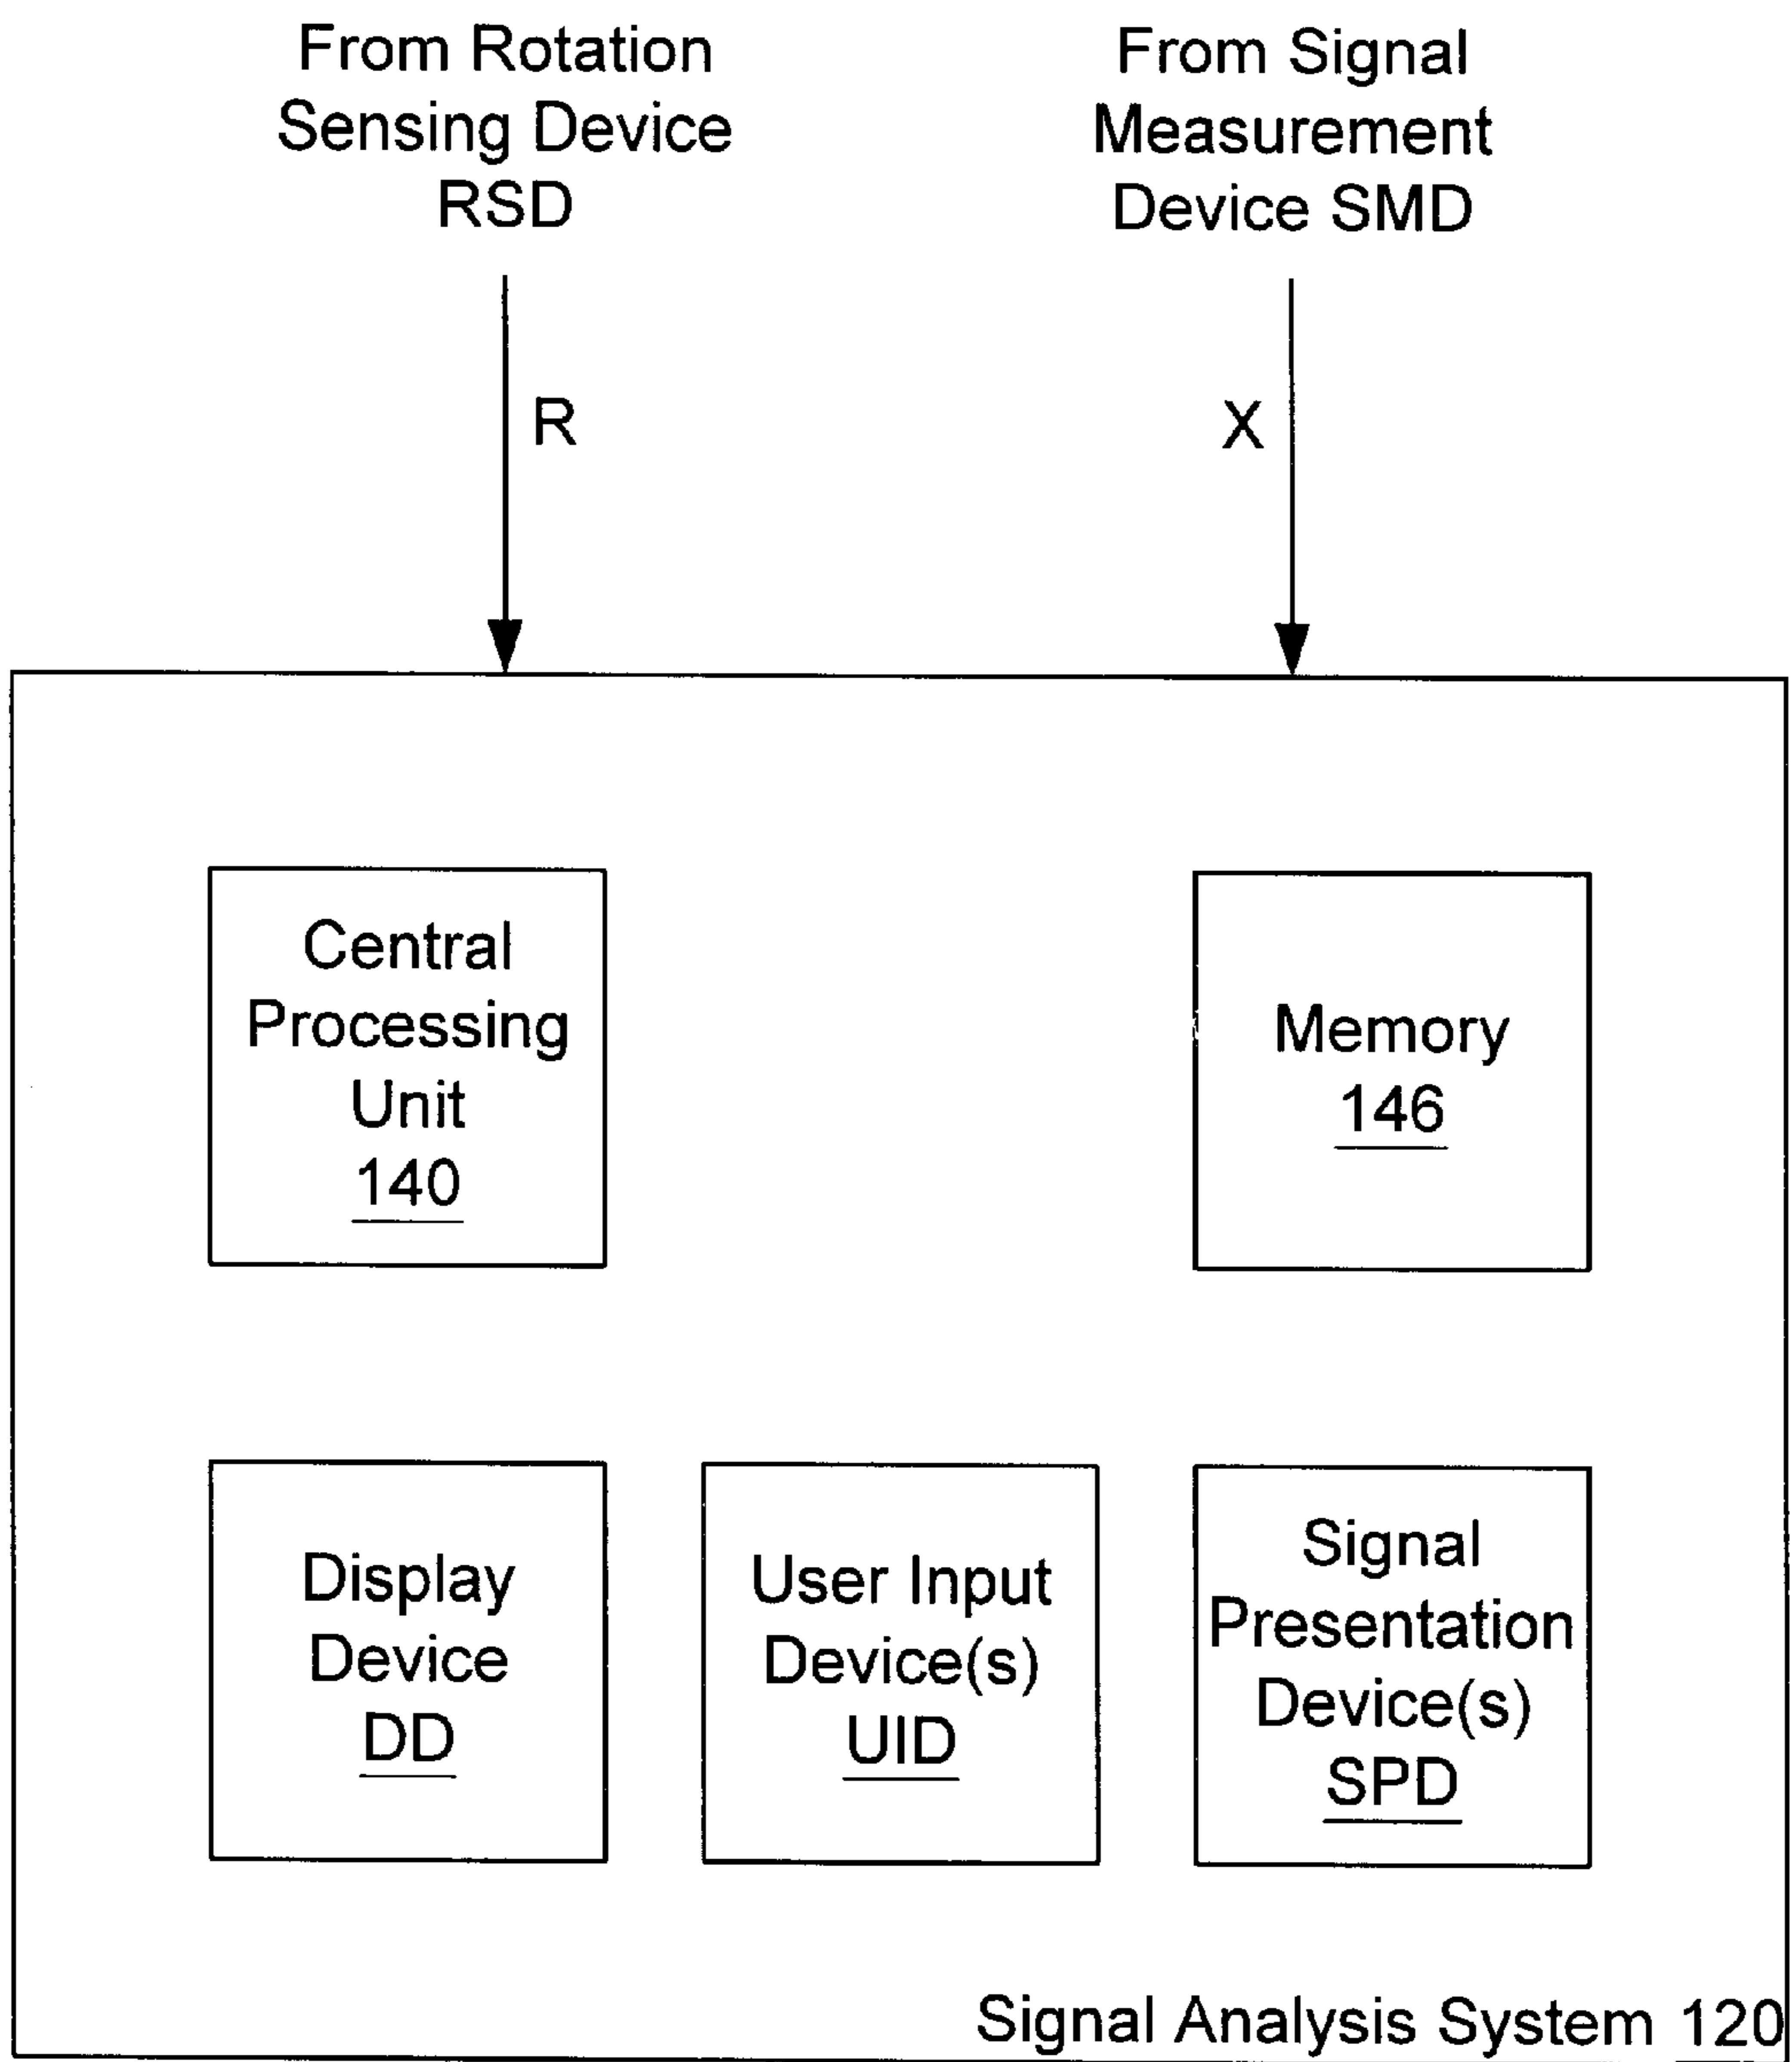 From Rotation
Sensing Device
RSD
From Signal
Measurement
Device SMD
R
X
Central
Processing
Unit
140
Memory
146
Display
Device
DD
User Input
Device(s)
UID
Signal
Presentation
Device(s)
SPD
Signal Analysis System 120